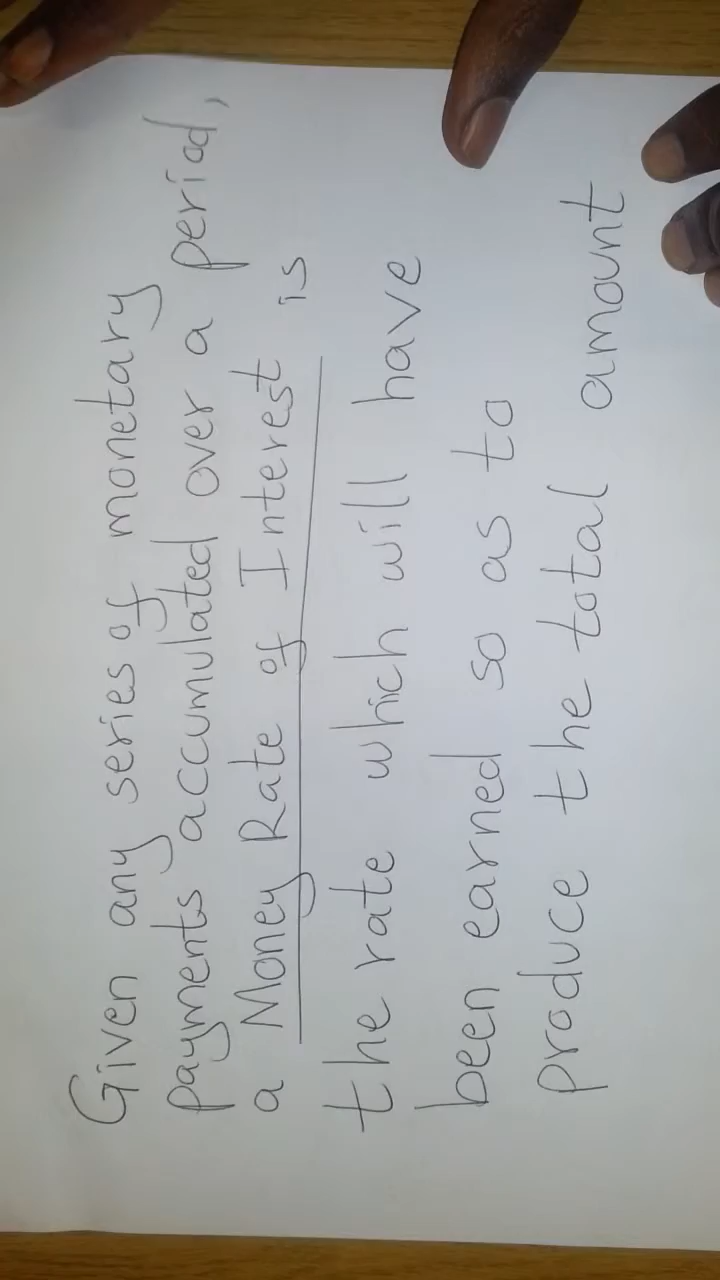 Given any series of monetary
payments accumulated over a period,
a Money Rate of Interest is
the rate which will have
been earned so as to
produce the total amount